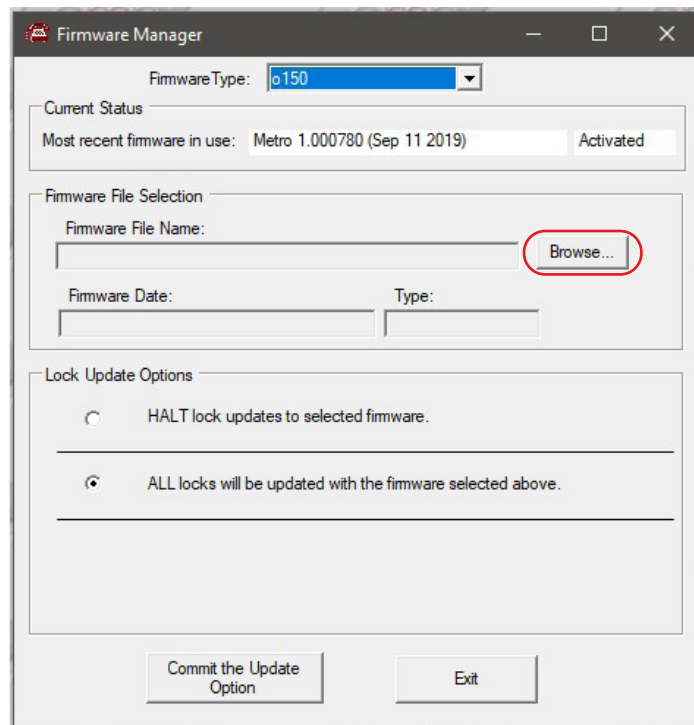 Firmware Manager
Firmware Type: o150
Current Status
Most recent firmware in use: Metro 1.000780 (Sep 11 2019) Activated
Firmware File Selection
Firmware File Name:
Browse...
Firmware Date: Type:
Lock Update Options
HALT lock updates to selected firmware.
ALL locks will be updated with the firmware selected above.
Commit the Update
Option
Exit